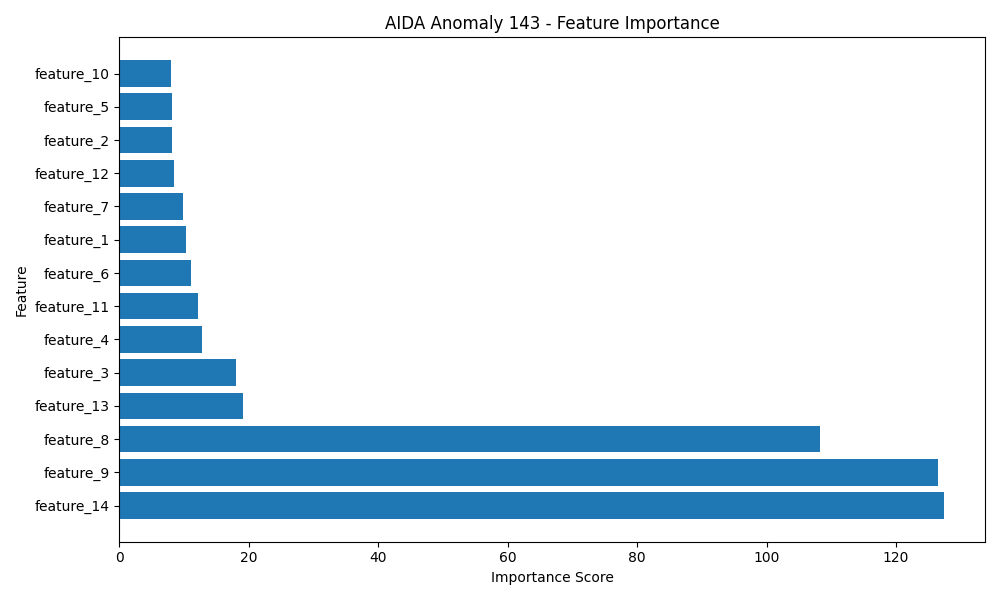 AIDA Anomaly 143 - Feature Importance
feature_10
feature_5
feature_2
feature_12
feature_7
feature_1
feature_6
feature_11
feature_4
feature_3
feature_13
feature_8
feature_9
feature_14
Feature
0 20 40 60 80 100 120
Importance Score